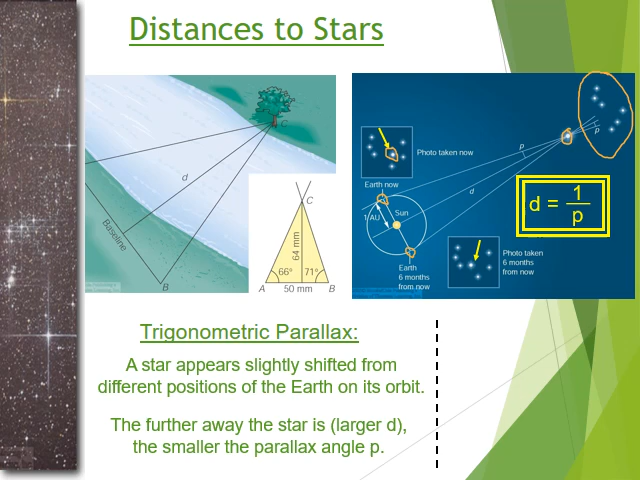 Distances to Stars
C
d
Baseline
B
C
64 mm
66°
71°
A
50 mm
B
Photo taken now
p
p
Earth now
d
1 AU
Sun
d = 1
p
Earth
6 months
from now
Photo taken
6 months
from now
Trigonometric Parallax:
A star appears slightly shifted from
different positions of the Earth on its orbit.
The further away the star is (larger d),
the smaller the parallax angle p.